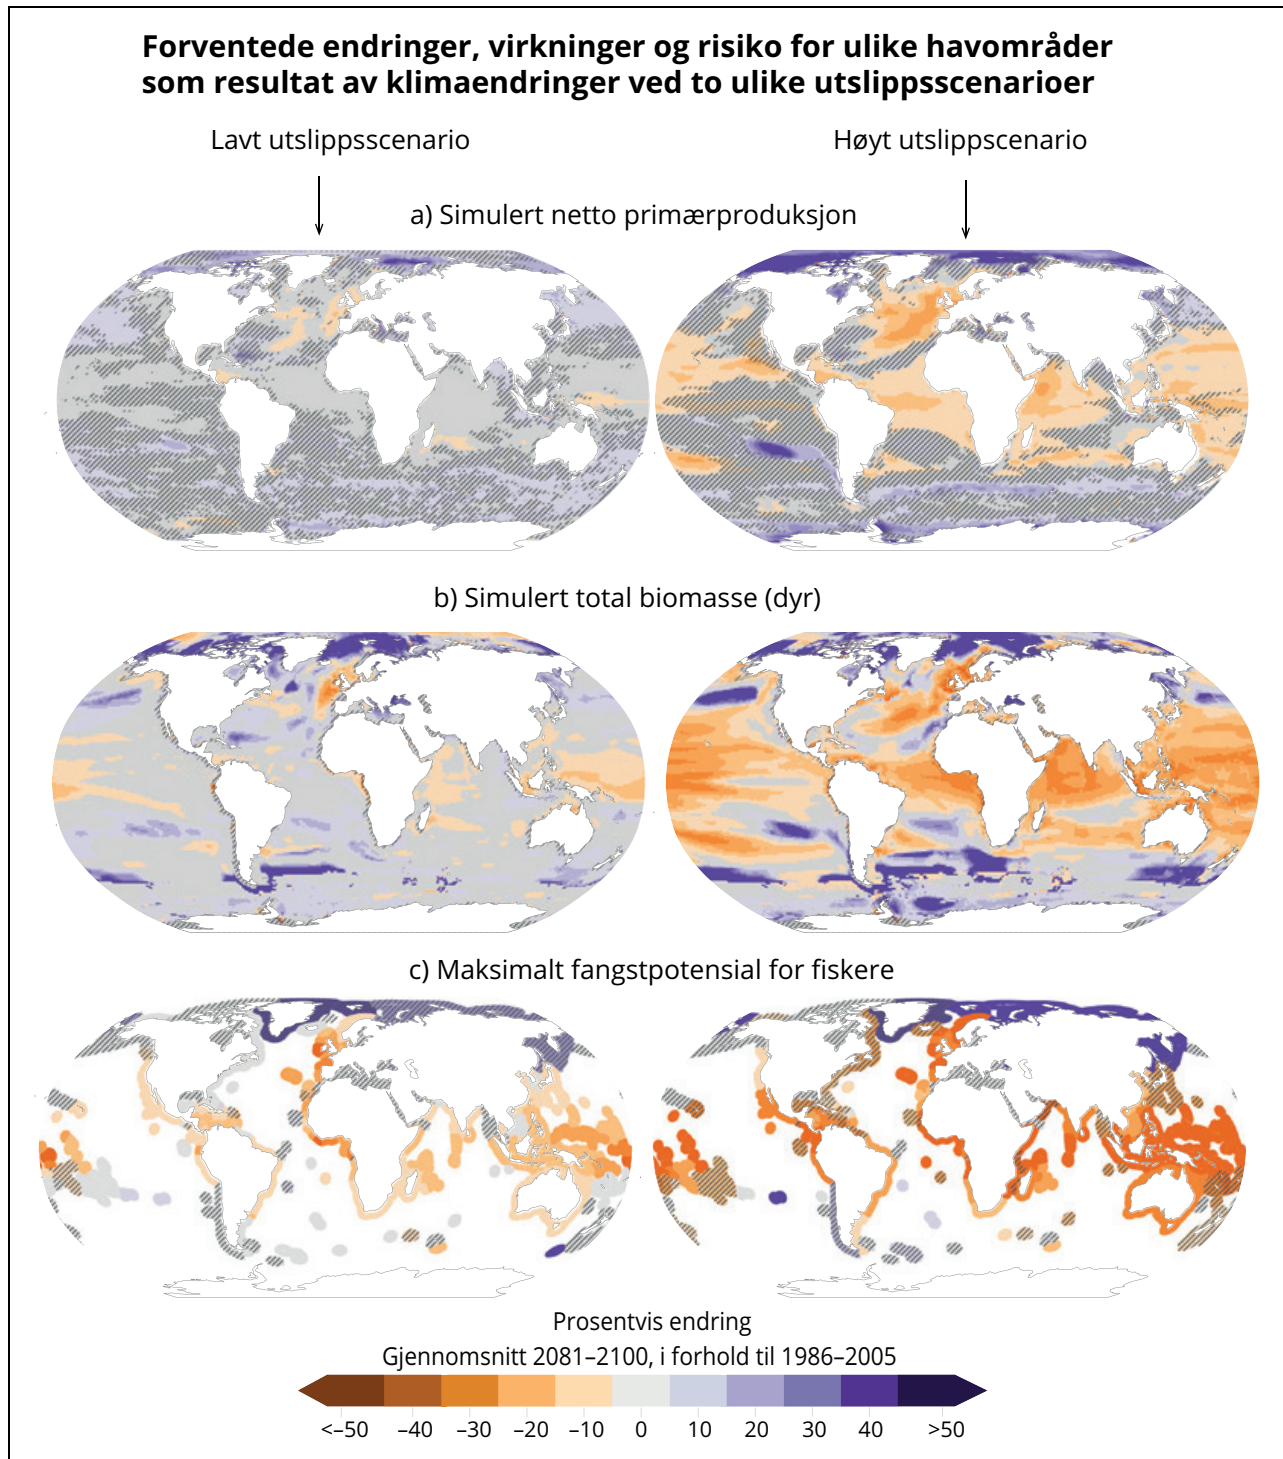 Forventede endringer, virkninger og risiko for ulike havområder
som resultat av klimaendringer ved to ulike utslippsscenarioer
Lavt utslippsscenario
Høyt utslippscenario
a) Simulert netto primærproduksjon
b) Simulert total biomasse (dyr)
c) Maksimalt fangstpotensial for fiskere
Prosentvis endring
Gjennomsnitt 2081–2100, i forhold til 1986–2005
<–50 –40 –30 –20 –10 0 10 20 30 40 >50